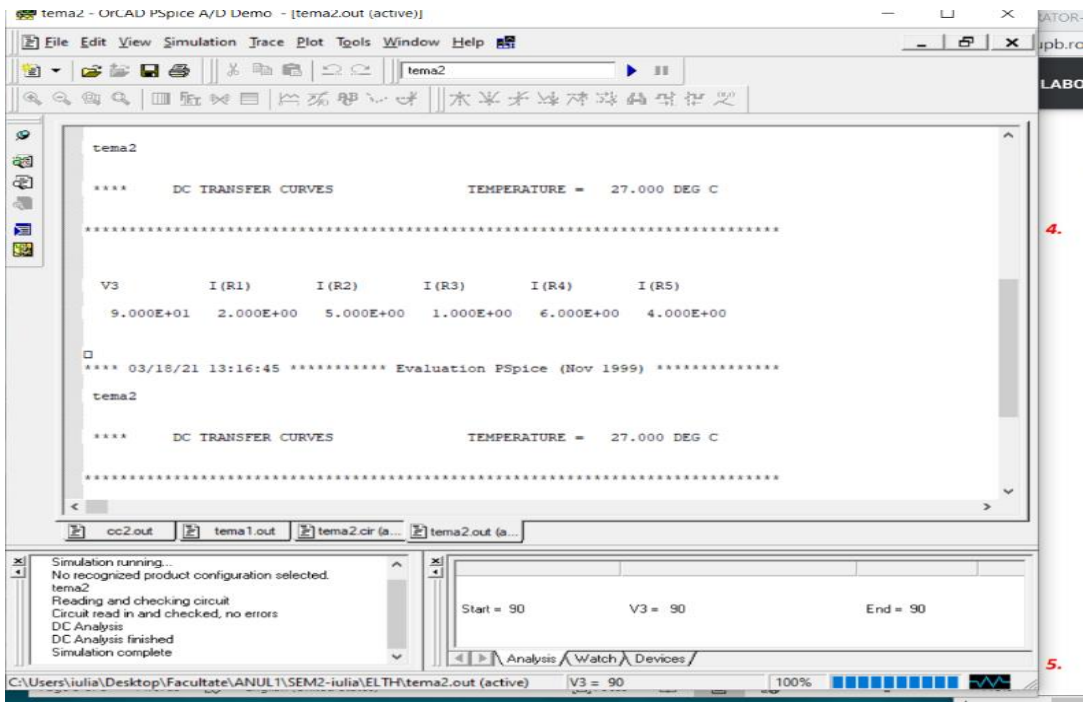 tema2 - OrCAD PSpice A/D Demo - [tema2.out (active)]
File Edit View Simulation Trace Plot Tools Window Help
tema2
tema2
**** DC TRANSFER CURVES TEMPERATURE = 27.000 DEG C
******************************************************************************
V3 I(R1) I(R2) I(R3) I(R4) I(R5)
9.000E+01 2.000E+00 5.000E+00 1.000E+00 6.000E+00 4.000E+00
**** 03/18/21 13:16:45 *********** Evaluation PSpice (Nov 1999) **************
tema2
**** DC TRANSFER CURVES TEMPERATURE = 27.000 DEG C
******************************************************************************
cc2.out tema1.out tema2.cir (a... tema2.out (a...
Simulation running...
No recognized product configuration selected.
tema2
Reading and checking circuit
Circuit read in and checked, no errors
DC Analysis
DC Analysis finished
Simulation complete
Start = 90 V3 = 90 End = 90
Analysis Watch Devices
C:\Users\iulia\Desktop\Facultate\ANUL1\SEM2-iulia\ELTH\tema2.out (active) V3 = 90 100%
ATOR-
upb.ro
LABO
4.
5.